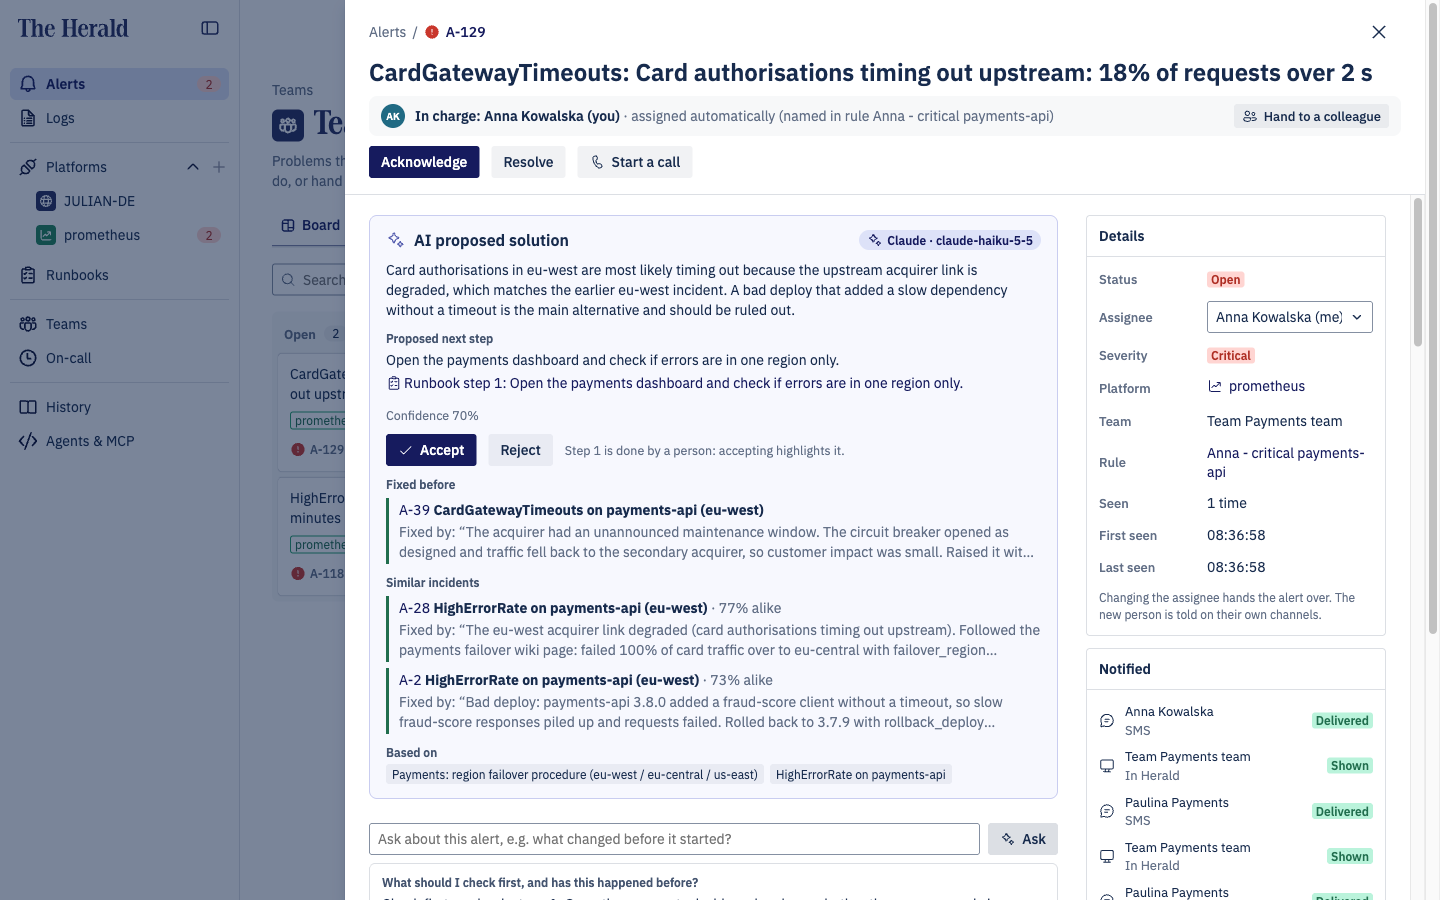 The Herald
Alerts
2
Logs
Platforms
JULIAN-DE
prometheus
2
Runbooks
Teams
On-call
History
Agents & MCP
Teams
Problems
do, or hand
Board
Search
Open 2
A-129
A-118
minutes
Alerts / A-129
CardGatewayTimeouts: Card authorisations timing out upstream: 18% of requests over 2 s
AK
In charge: Anna Kowalska (you) · assigned automatically (named in rule Anna - critical payments-api)
Hand to a colleague
Acknowledge
Resolve
Start a call
AI proposed solution
Claude · claude-haiku-5-5
Card authorisations in eu-west are most likely timing out because the upstream acquirer link is
degraded, which matches the earlier eu-west incident. A bad deploy that added a slow dependency
without a timeout is the main alternative and should be ruled out.
Proposed next step
Open the payments dashboard and check if errors are in one region only.
Runbook step 1: Open the payments dashboard and check if errors are in one region only.
Confidence 70%
Accept
Reject
Step 1 is done by a person: accepting highlights it.
Fixed before
A-39 CardGatewayTimeouts on payments-api (eu-west)
Fixed by: “The acquirer had an unannounced maintenance window. The circuit breaker opened as
designed and traffic fell back to the secondary acquirer, so customer impact was small. Raised it wit...
Similar incidents
A-28 HighErrorRate on payments-api (eu-west) · 77% alike
Fixed by: “The eu-west acquirer link degraded (card authorisations timing out upstream). Followed the
payments failover wiki page: failed 100% of card traffic over to eu-central with failover_region...
A-2 HighErrorRate on payments-api (eu-west) · 73% alike
Fixed by: “Bad deploy: payments-api 3.8.0 added a fraud-score client without a timeout, so slow
fraud-score responses piled up and requests failed. Rolled back to 3.7.9 with rollback_deploy...
Based on
Payments: region failover procedure (eu-west / eu-central / us-east)
HighErrorRate on payments-api
Ask about this alert, e.g. what changed before it started?
Ask
What should I check first, and has this happened before?
Details
Status Open
Assignee Anna Kowalska (me)
Severity Critical
Platform prometheus
Team Team Payments team
Rule Anna - critical payments-
api
Seen 1 time
First seen 08:36:58
Last seen 08:36:58
Changing the assignee hands the alert over. The
new person is told on their own channels.
Notified
Anna Kowalska
SMS
Delivered
Team Payments team
In Herald
Shown
Paulina Payments
SMS
Delivered
Team Payments team
In Herald
Shown
Paulina Payments